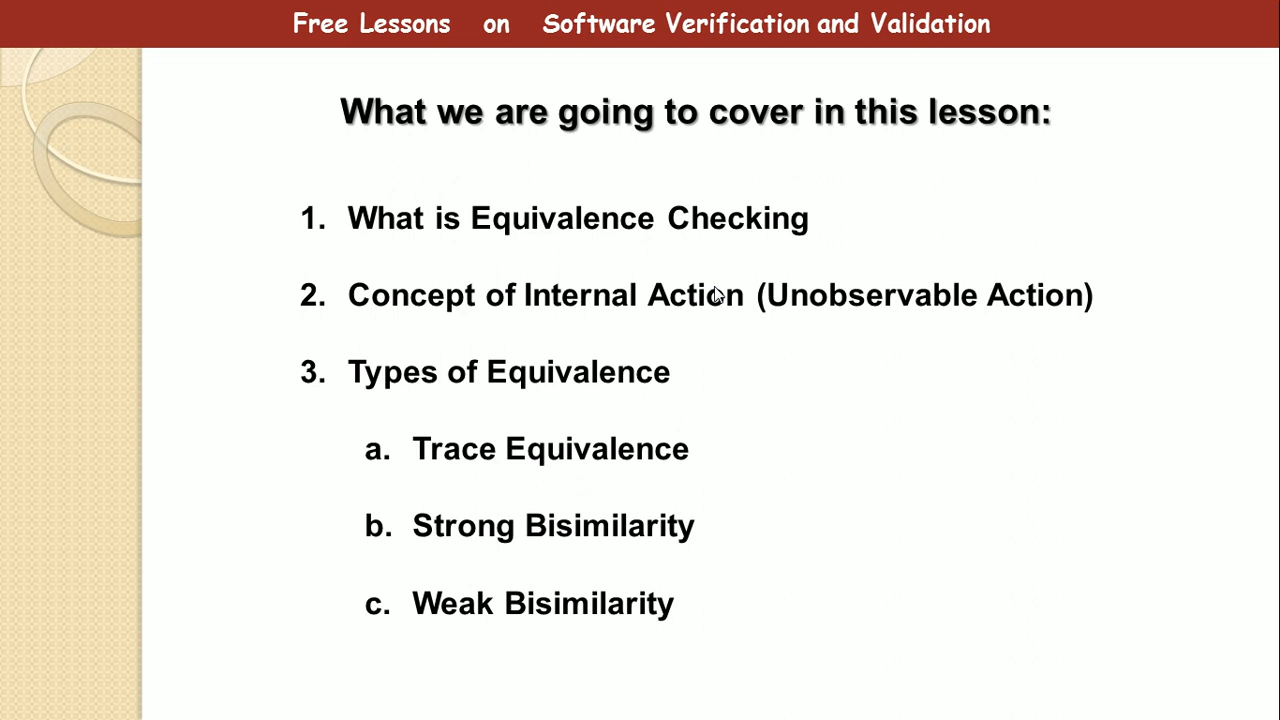 Free Lessons on Software Verification and Validation
What we are going to cover in this lesson:
1. What is Equivalence Checking
2. Concept of Internal Action (Unobservable Action)
3. Types of Equivalence
a. Trace Equivalence
b. Strong Bisimilarity
c. Weak Bisimilarity